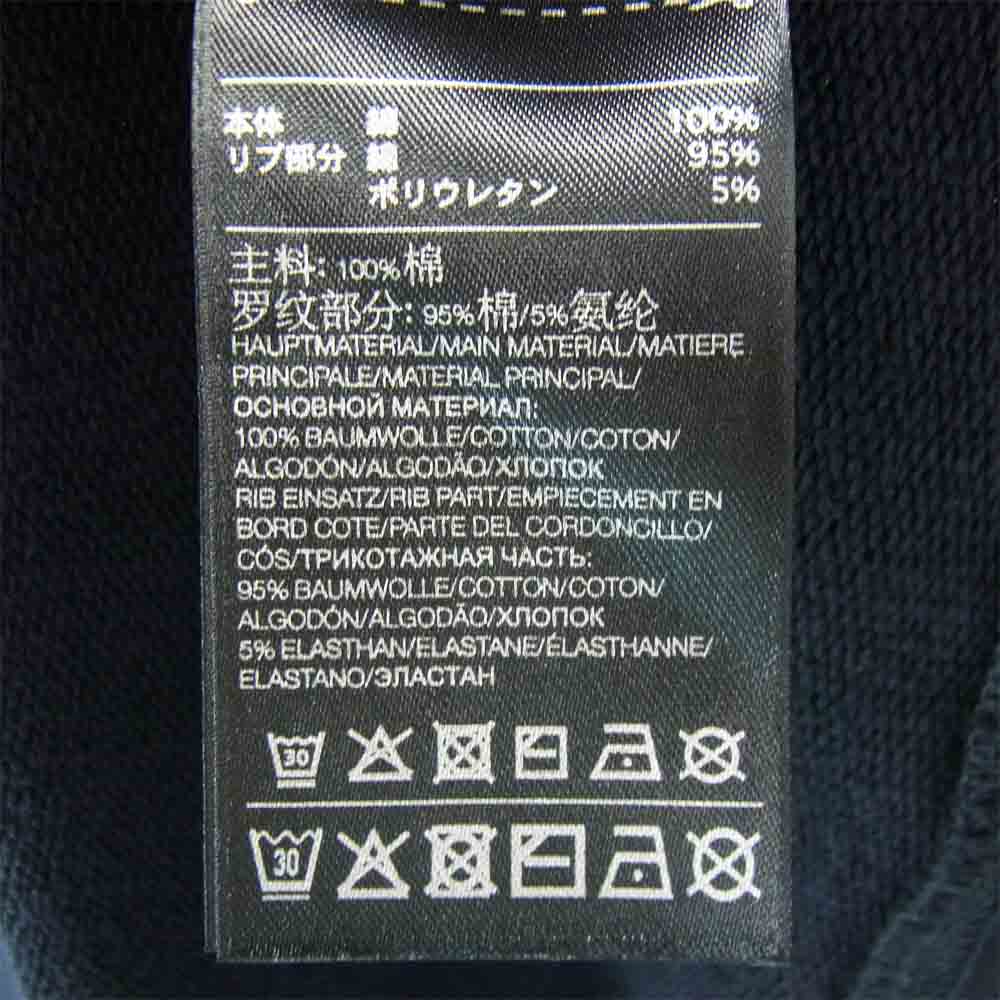 本体 綿 100%
リブ部分 綿 95%
ポリウレタン 5%
主料: 100%棉
罗纹部分: 95%棉/5%氨纶
HAUPTMATERIAL/MAIN MATERIAL/MATIERE
PRINCIPALE/MATERIAL PRINCIPAL/
ОСНОВНОЙ МАТЕРИАЛ:
100% BAUMWOLLE/COTTON/COTON/
ALGODÓN/ALGODÃO/ХЛОПОК
RIB EINSATZ/RIB PART/EMPIECEMENT EN
BORD COTE/PARTE DEL CORDONCILLO/
CÓS/ТРИКОТАЖНАЯ ЧАСТЬ:
95% BAUMWOLLE/COTTON/COTON/
ALGODÓN/ALGODÃO/ХЛОПОК
5% ELASTHAN/ELASTANE/ÉLASTHANNE/
ELASTANO/ЭЛАСТАН
30
30